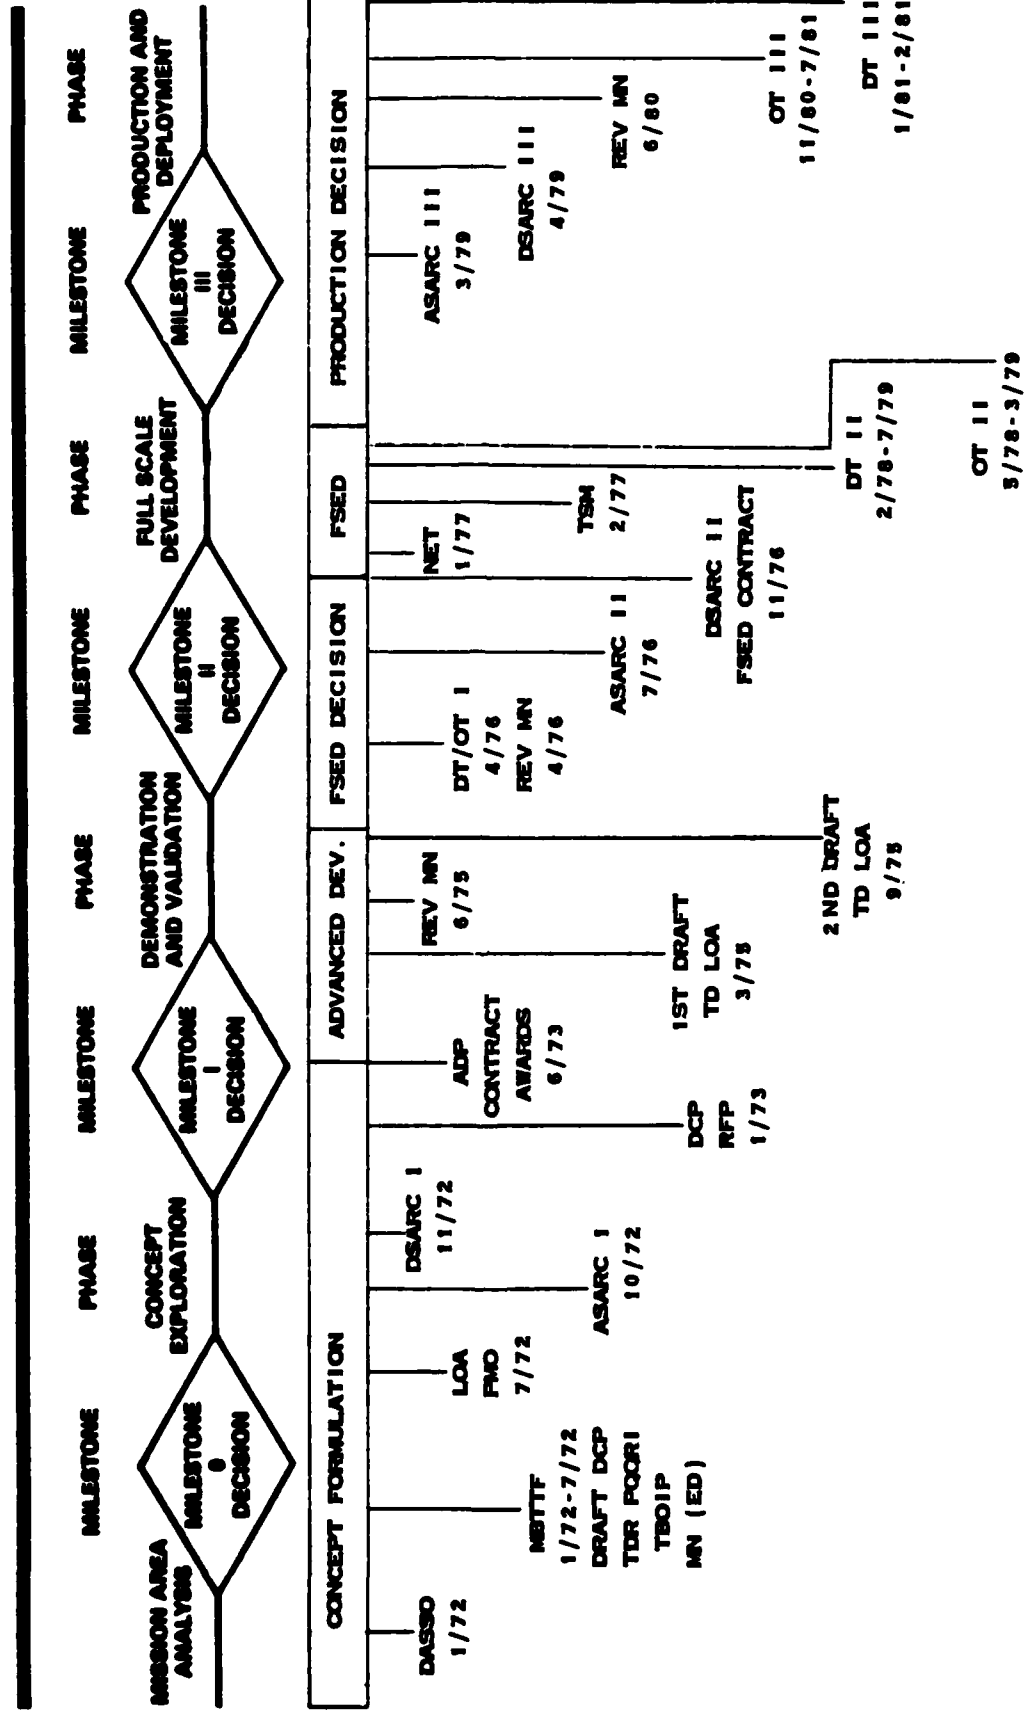 MILESTONE
PHASE
MILESTONE
PHASE
MILESTONE
PHASE
MILESTONE
PHASE
MISSION AREA
ANALYSIS
MILESTONE
0
DECISION
CONCEPT
EXPLORATION
MILESTONE
I
DECISION
DEMONSTRATION
AND VALIDATION
MILESTONE
II
DECISION
FULL SCALE
DEVELOPMENT
MILESTONE
III
DECISION
PRODUCTION AND
DEPLOYMENT
CONCEPT FORMULATION
ADVANCED DEV.
FSED DECISION
FSED
PRODUCTION DECISION
DASSO
1/72
MBTTF
1/72-7/72
DRAFT DCP
TDR PQQRI
TBOIP
MN (ED)
LOA
PMO
7/72
ASARC I
10/72
DSARC I
11/72
DCP
RFP
1/73
ADP
CONTRACT
AWARDS
6/73
1ST DRAFT
TD LOA
3/75
REV MN
6/75
2ND DRAFT
TD LOA
9/75
DT/OT I
4/76
REV MN
4/76
ASARC II
7/76
DSARC II
FSED CONTRACT
11/76
NET
1/77
TSM
2/77
DT II
2/78-7/79
OT II
5/78-3/79
ASARC III
3/79
DSARC III
4/79
REV MN
6/80
OT III
11/80-7/81
DT III
1/81-2/81